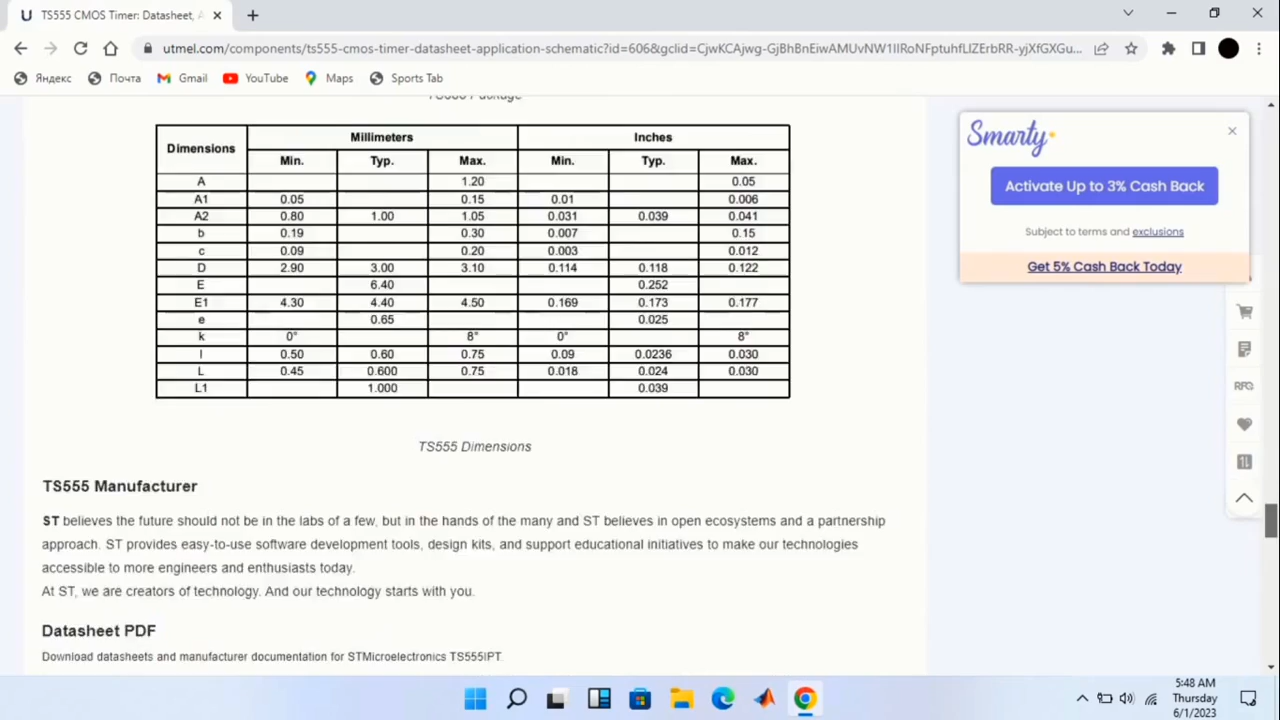 TS555 CMOS Timer: Datasheet, A
utmel.com/components/ts555-cmos-timer-datasheet-application-schematic?id=606&gclid=CjwKCAjwg-GjBhBnEiwAMUvNW1IlRoNFptuhfLlZErbRR-yjXfGXGu...
Яндекс Почта Gmail YouTube Maps Sports Tab
TS555 Package
Dimensions Millimeters Inches
Min. Typ. Max. Min. Typ. Max.
A 1.20 0.05
A1 0.05 0.15 0.01 0.006
A2 0.80 1.00 1.05 0.031 0.039 0.041
b 0.19 0.30 0.007 0.15
c 0.09 0.20 0.003 0.012
D 2.90 3.00 3.10 0.114 0.118 0.122
E 6.40 0.252
E1 4.30 4.40 4.50 0.169 0.173 0.177
e 0.65 0.025
k 0° 8° 0° 8°
l 0.50 0.60 0.75 0.09 0.0236 0.030
L 0.45 0.600 0.75 0.018 0.024 0.030
L1 1.000 0.039
TS555 Dimensions
TS555 Manufacturer
ST believes the future should not be in the labs of a few, but in the hands of the many and ST believes in open ecosystems and a partnership
approach. ST provides easy-to-use software development tools, design kits, and support educational initiatives to make our technologies
accessible to more engineers and enthusiasts today.
At ST, we are creators of technology. And our technology starts with you.
Datasheet PDF
Download datasheets and manufacturer documentation for STMicroelectronics TS555IPT.
Smarty
Activate Up to 3% Cash Back
Subject to terms and exclusions
Get 5% Cash Back Today
RFQ
5:48 AM
Thursday
6/1/2023